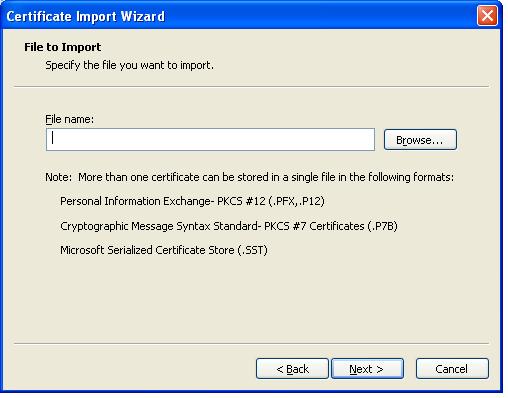 Certificate Import Wizard
File to Import
Specify the file you want to import.
File name:
Browse...
Note:  More than one certificate can be stored in a single file in the following formats:
Personal Information Exchange- PKCS #12 (.PFX,.P12)
Cryptographic Message Syntax Standard- PKCS #7 Certificates (.P7B)
Microsoft Serialized Certificate Store (.SST)
< Back
Next >
Cancel